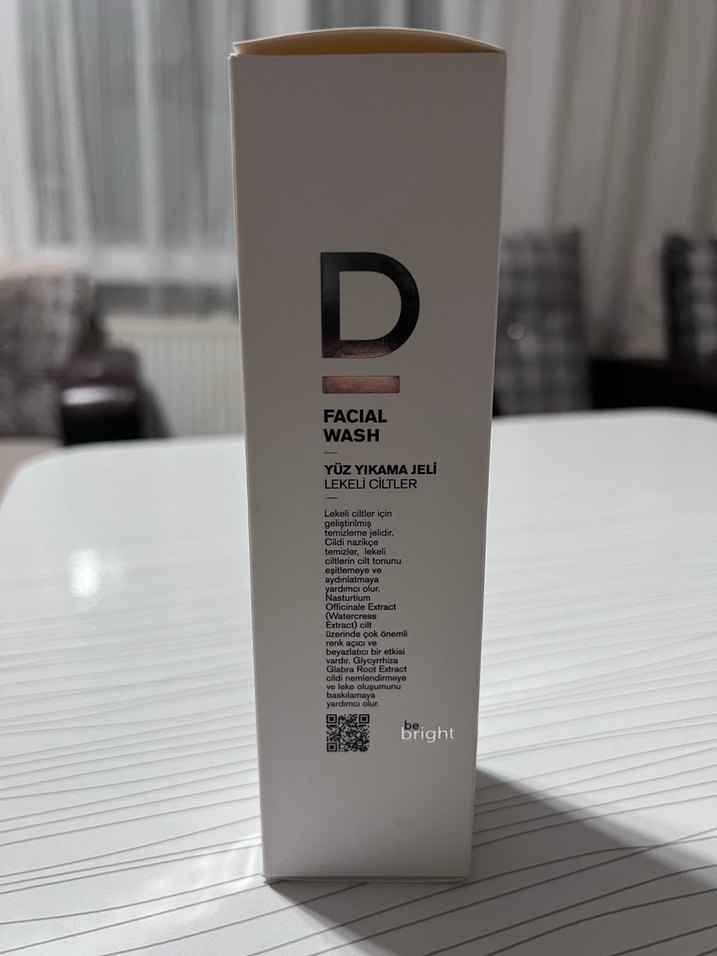 D
FACIAL
WASH
YÜZ YIKAMA JELİ
LEKELİ CİLTLER
Lekeli ciltler için
geliştirilmiş
temizleme jelidir.
Cildi nazikçe
temizler, lekeli
ciltlerin cilt tonunu
eşitlemeye ve
aydınlatmaya
yardımcı olur.
Nasturtium
Officinale Extract
(Watercress
Extract) cilt
üzerinde çok önemli
renk açıcı ve
beyazlatıcı bir etkisi
vardır. Glycyrrhiza
Glabra Root Extract
cildi nemlendirmeye
ve leke oluşumunu
baskılamaya
yardımcı olur.
be
bright